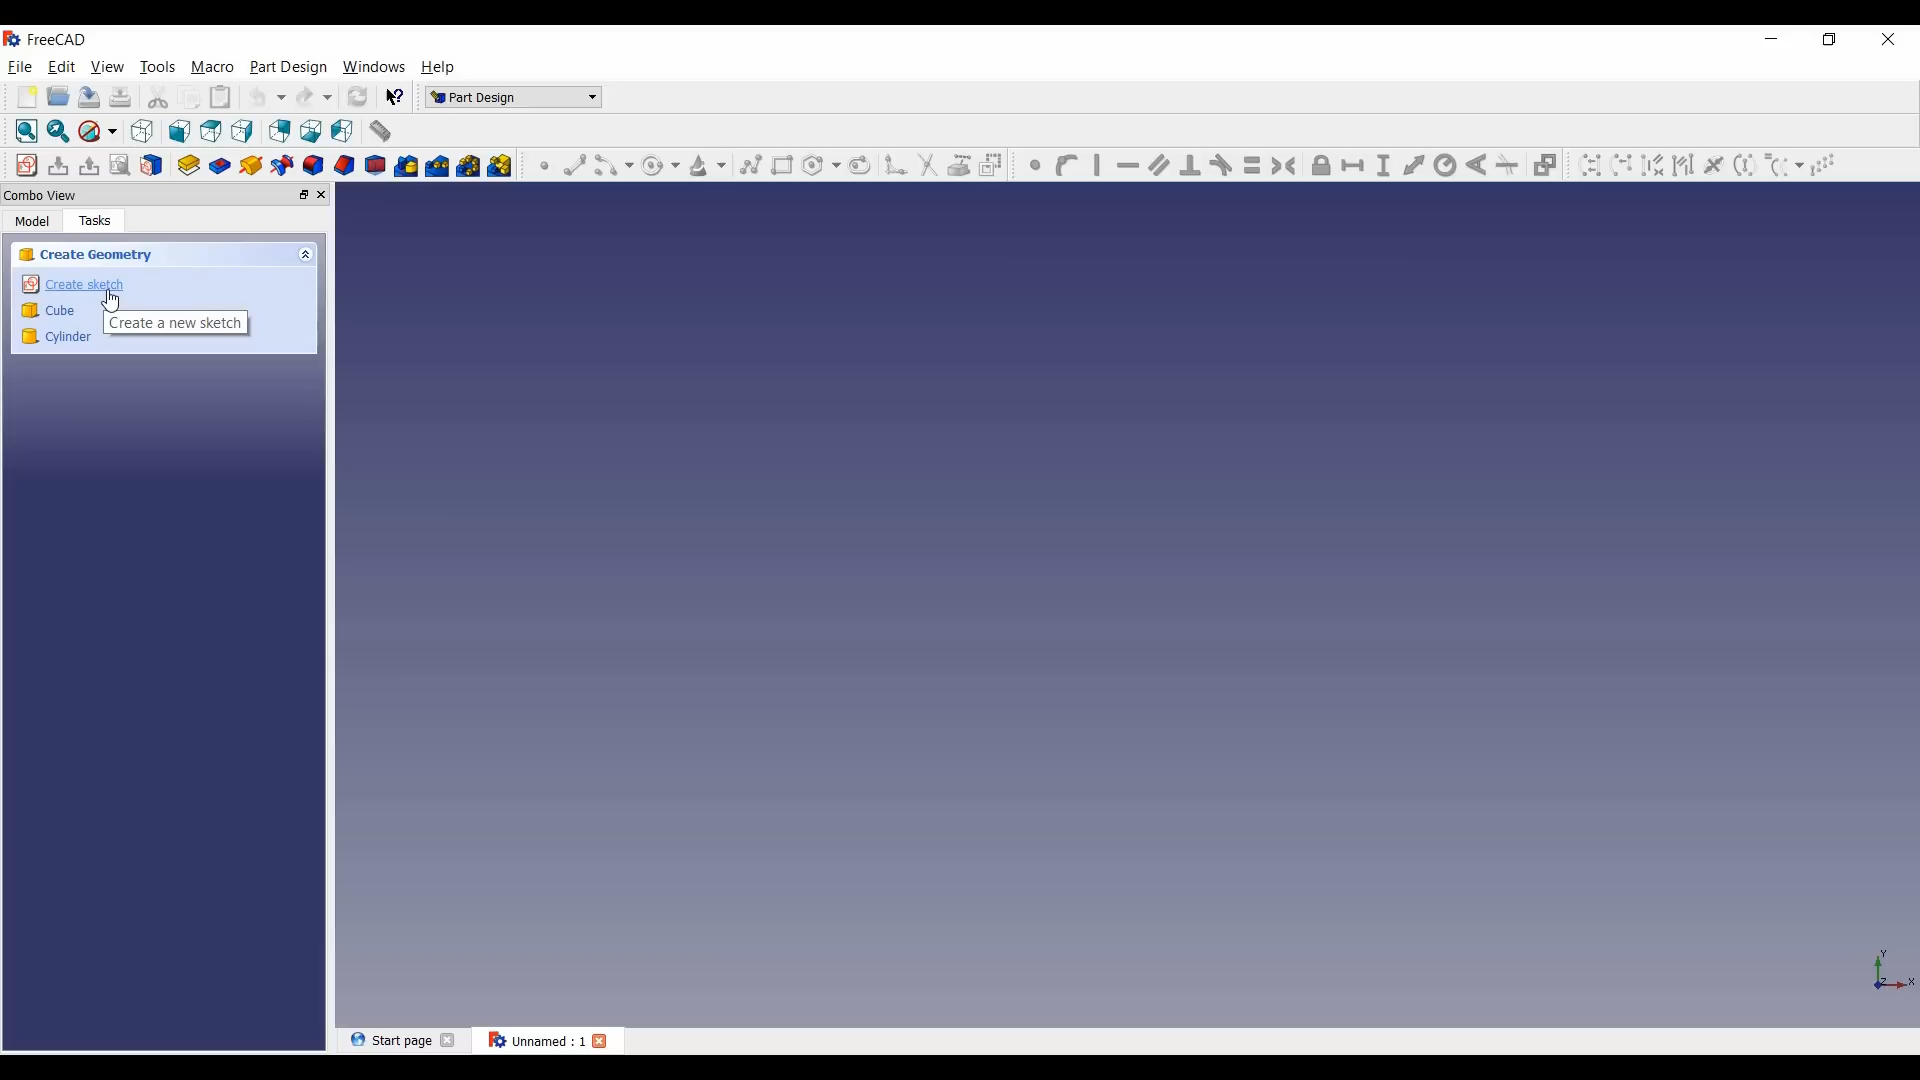 FreeCAD
File Edit View Tools Macro Part Design Windows Help
Part Design
Combo View
Model Tasks
Create Geometry
Create sketch
Cube
Create a new sketch
Cylinder
Y
Z X
Start page Unnamed : 1